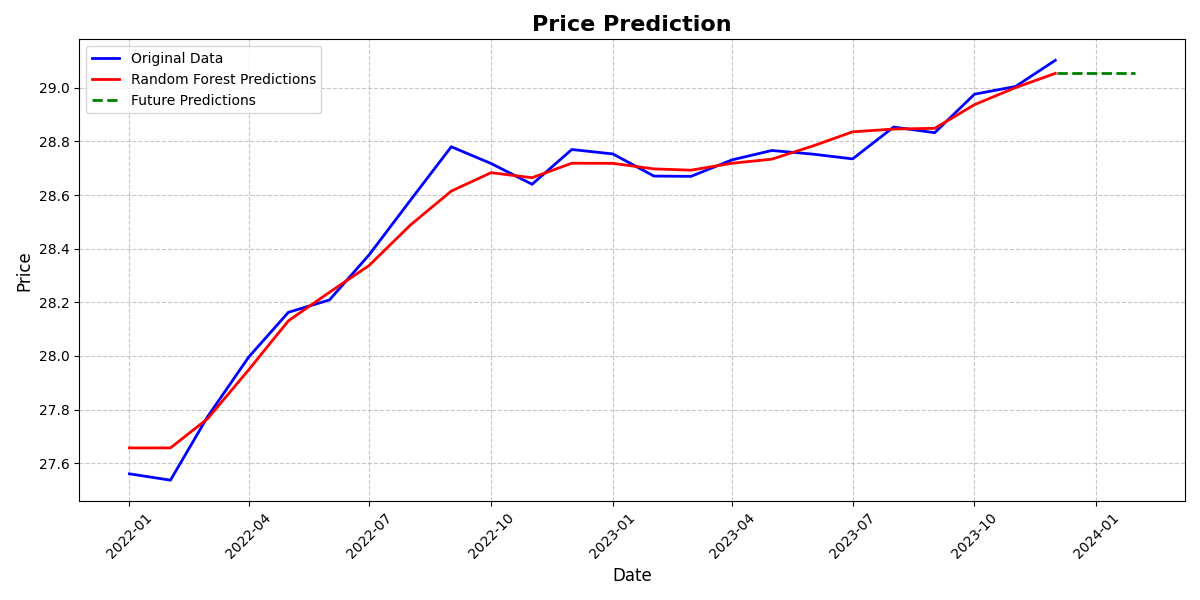 Price Prediction
Original Data
Random Forest Predictions
Future Predictions
Price
29.0
28.8
28.6
28.4
28.2
28.0
27.8
27.6
2022-01
2022-04
2022-07
2022-10
2023-01
2023-04
2023-07
2023-10
2024-01
Date